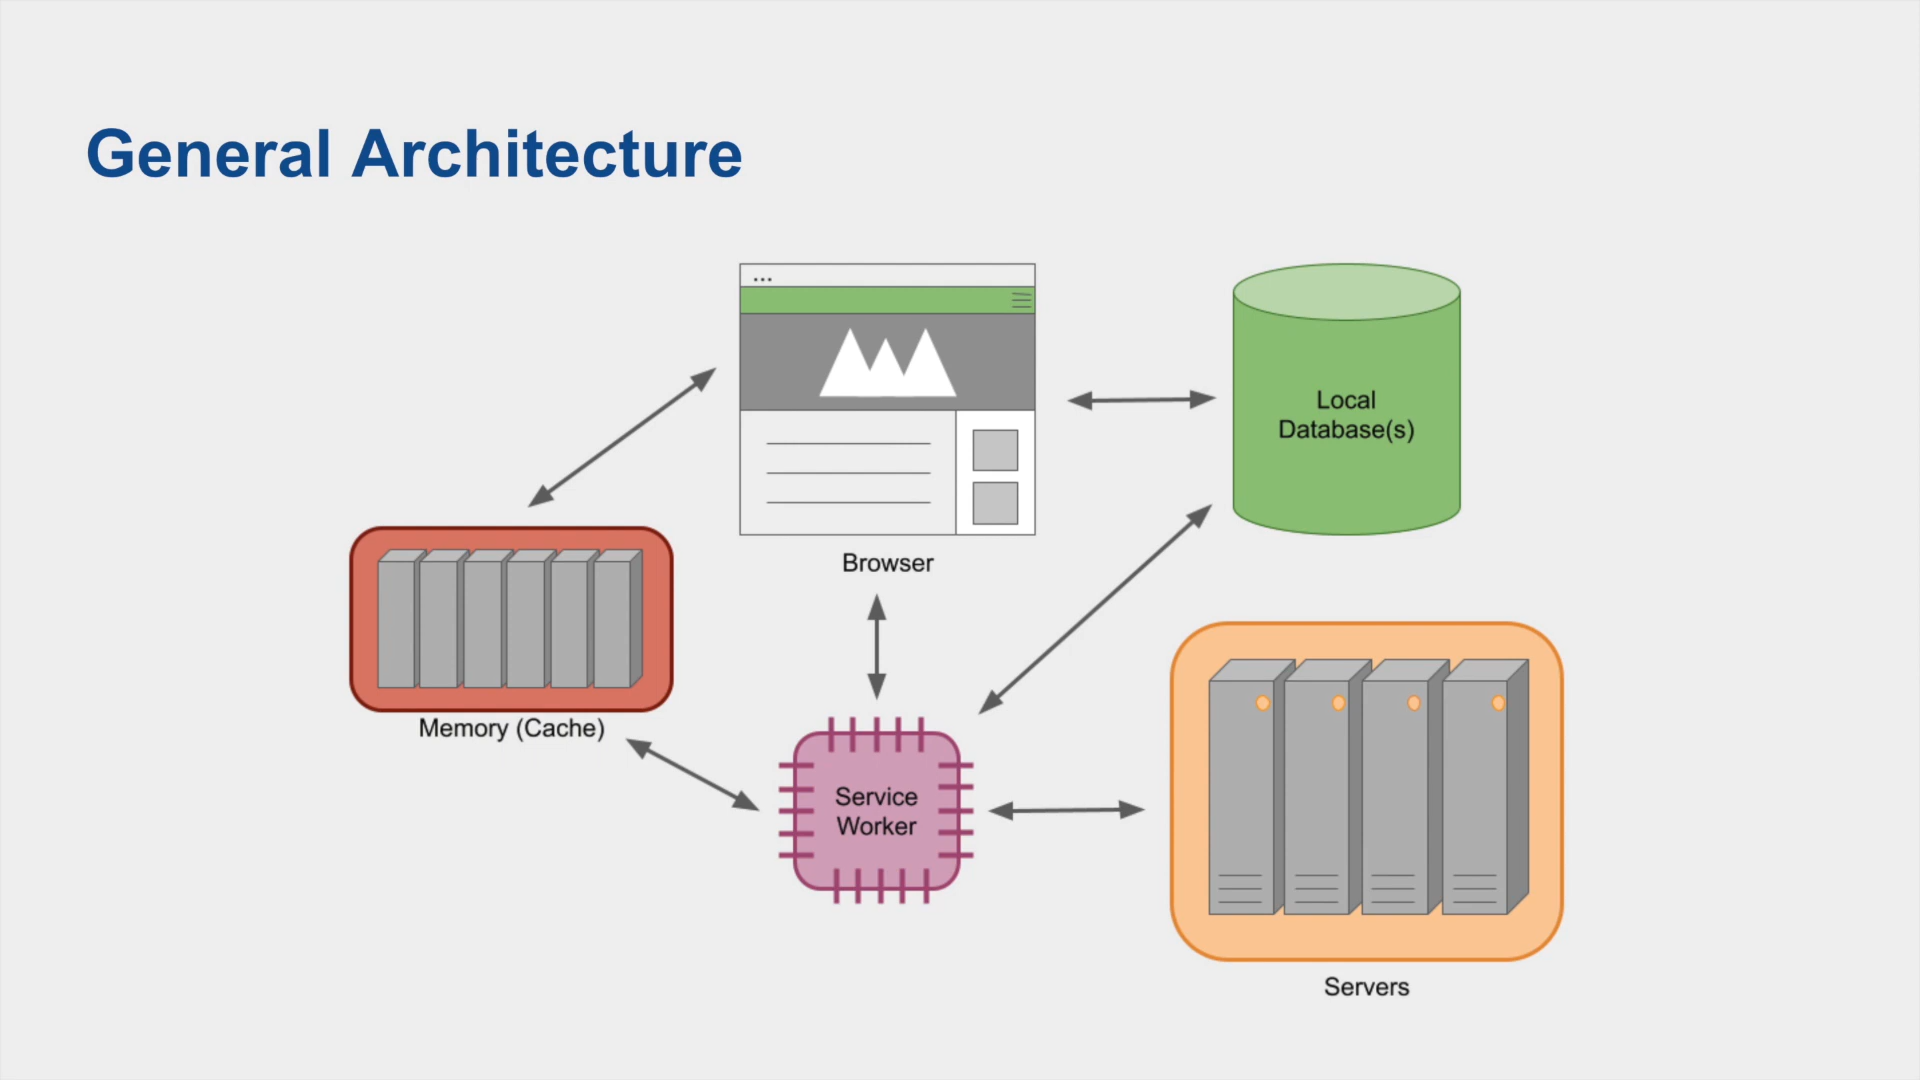 General Architecture
...
Local
Database(s)
Browser
Memory (Cache)
Service
Worker
Servers